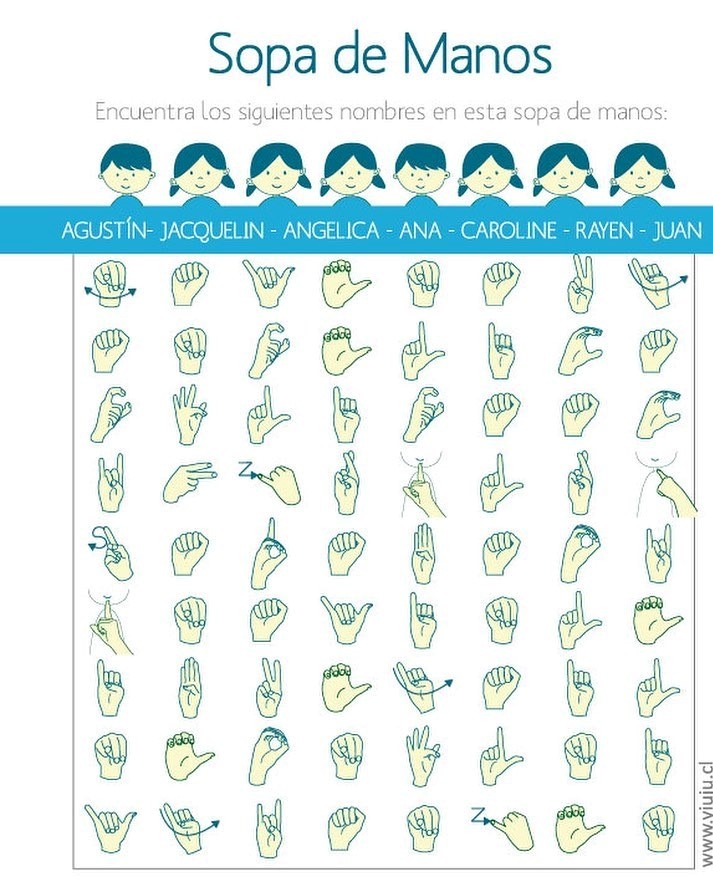 Sopa de Manos
Encuentra los siguientes nombres en esta sopa de manos:
AGUSTÍN- JACQUELIN - ANGELICA - ANA - CAROLINE - RAYEN - JUAN
Z
Z
www.yiuiu.cl